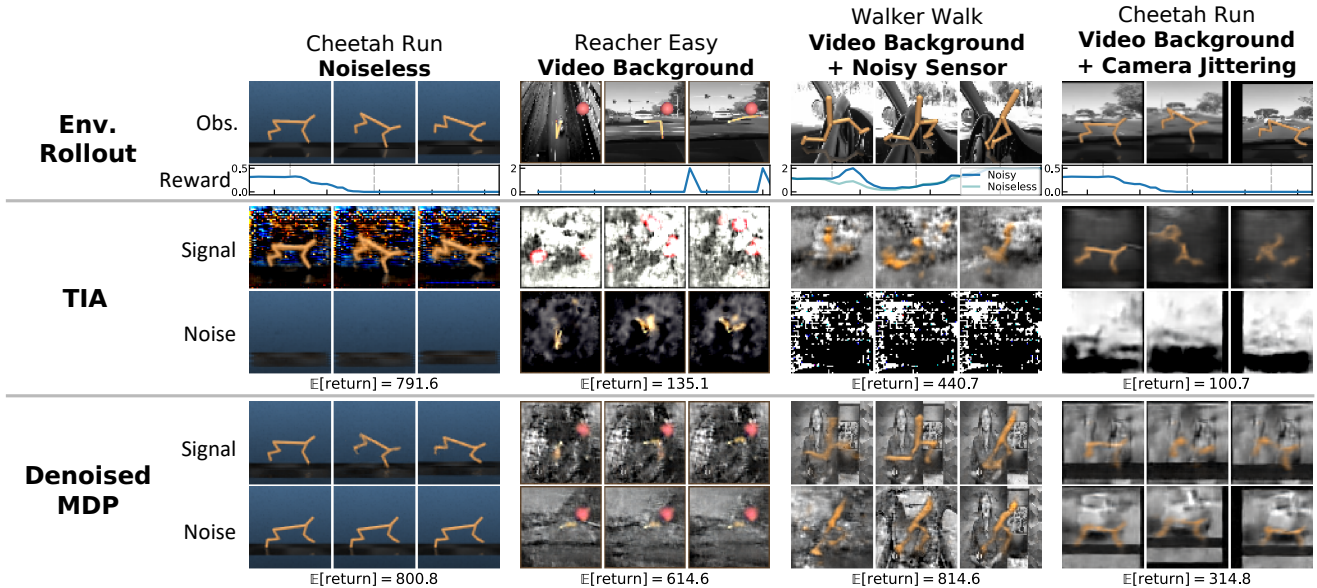 Cheetah Run
Noiseless
Reacher Easy
Video Background
Walker Walk
Video Background
+ Noisy Sensor
Cheetah Run
Video Background
+ Camera Jittering
Env.
Rollout
Obs.
Reward
0.5
0.0
2
0
2
0
Noisy
Noiseless
0.5
0.0
TIA
Signal
Noise
𝔼[return] = 791.6
𝔼[return] = 135.1
𝔼[return] = 440.7
𝔼[return] = 100.7
Denoised
MDP
Signal
Noise
𝔼[return] = 800.8
𝔼[return] = 614.6
𝔼[return] = 814.6
𝔼[return] = 314.8